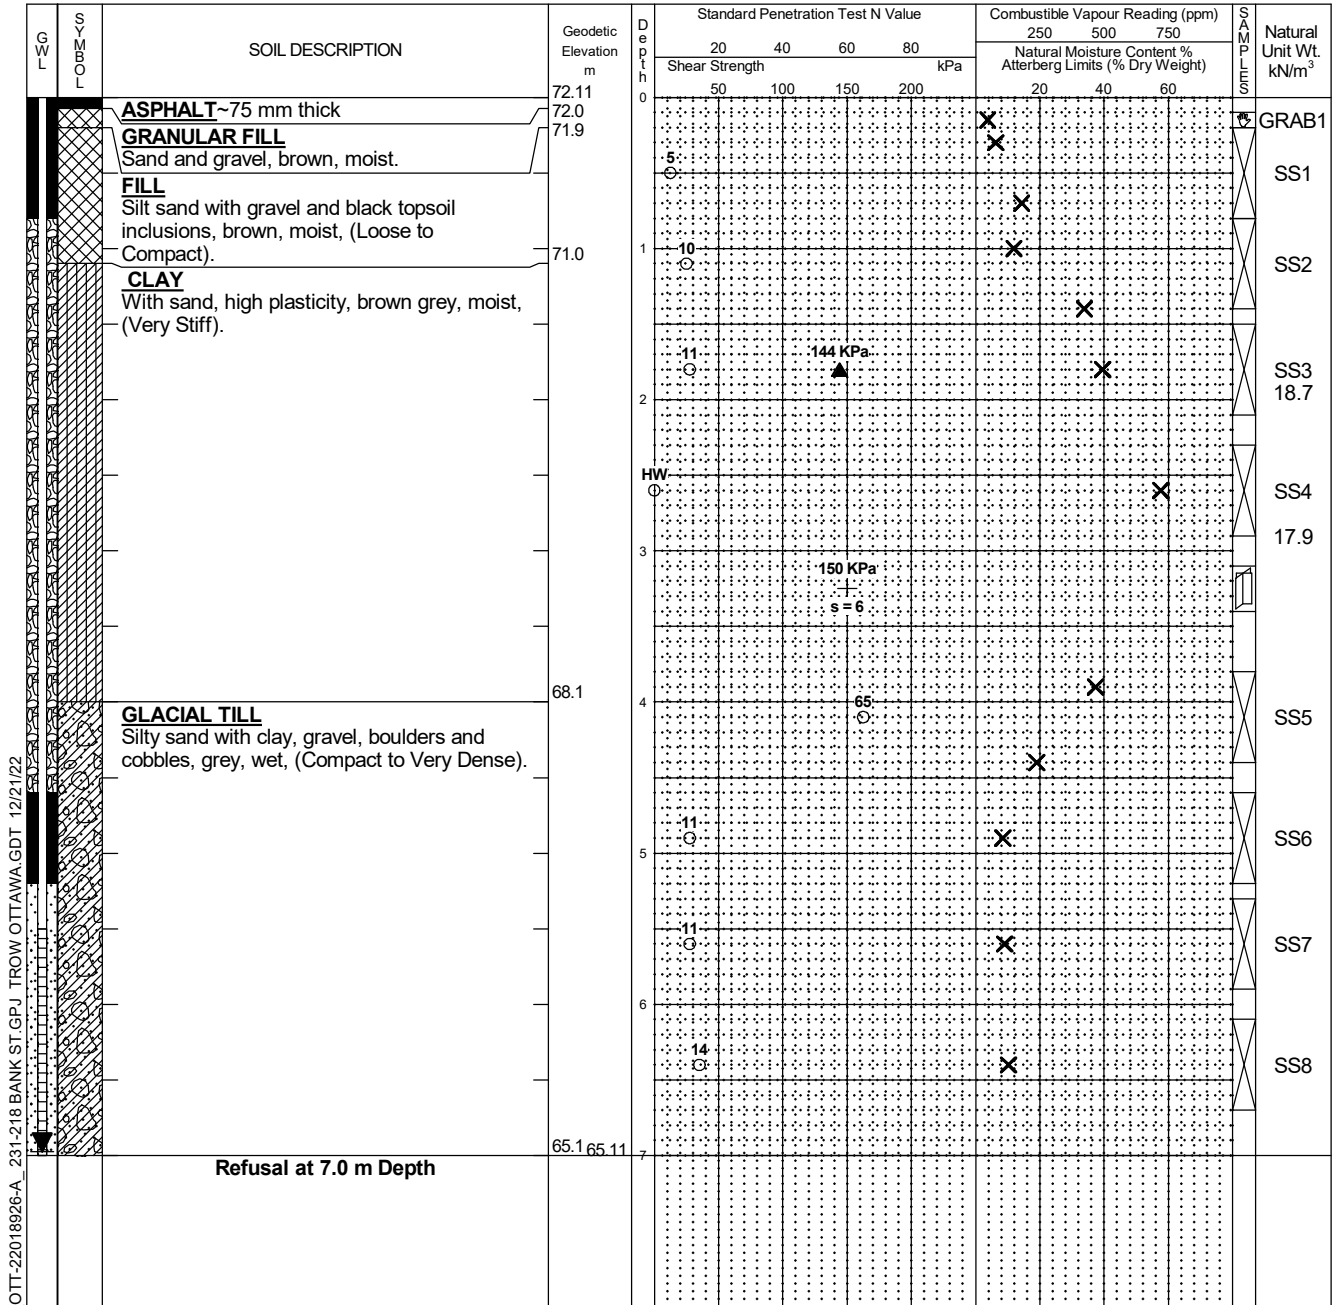 GWL
SYMBOL
SOIL DESCRIPTION
Geodetic
Elevation
m
Depth
Standard Penetration Test N Value
20 40 60 80
Shear Strength kPa
50 100 150 200
Combustible Vapour Reading (ppm)
250 500 750
Natural Moisture Content %
Atterberg Limits (% Dry Weight)
20 40 60
SAMPLES
Natural
Unit Wt.
kN/m³
72.11
0
ASPHALT~75 mm thick
72.0
GRAB1
GRANULAR FILL
71.9
Sand and gravel, brown, moist.
5
SS1
FILL
Silt sand with gravel and black topsoil
inclusions, brown, moist, (Loose to
Compact).
71.0
1
10
SS2
CLAY
With sand, high plasticity, brown grey, moist,
(Very Stiff).
11
144 KPa
SS3
18.7
2
HW
SS4
17.9
3
150 KPa
s = 6
68.1
4
65
SS5
GLACIAL TILL
Silty sand with clay, gravel, boulders and
cobbles, grey, wet, (Compact to Very Dense).
11
SS6
5
11
SS7
6
14
SS8
65.1 65.11
7
Refusal at 7.0 m Depth
OTT-22018926-A_ 231-218 BANK ST.GPJ TROW OTTAWA.GDT 12/21/22